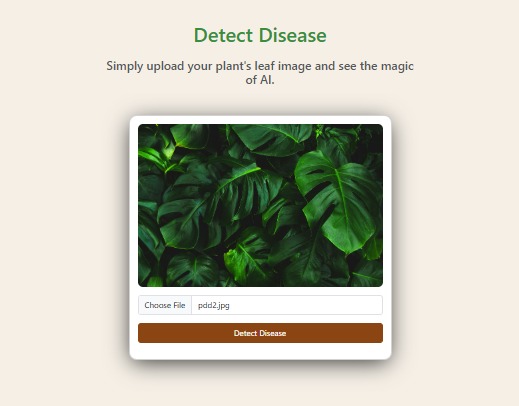 Detect Disease
Simply upload your plant's leaf image and see the magic
of AI.
Choose File pdd2.jpg
Detect Disease